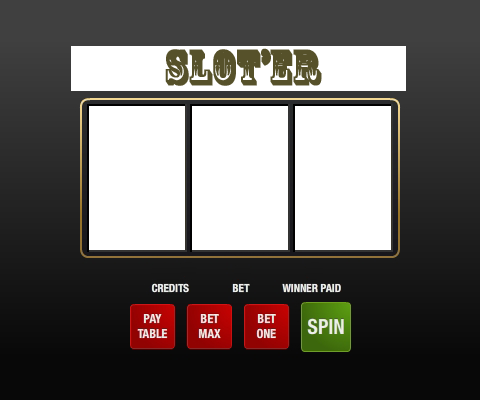 SLOT'ER
CREDITS BET WINNER PAID
PAY TABLE
BET MAX
BET ONE
SPIN